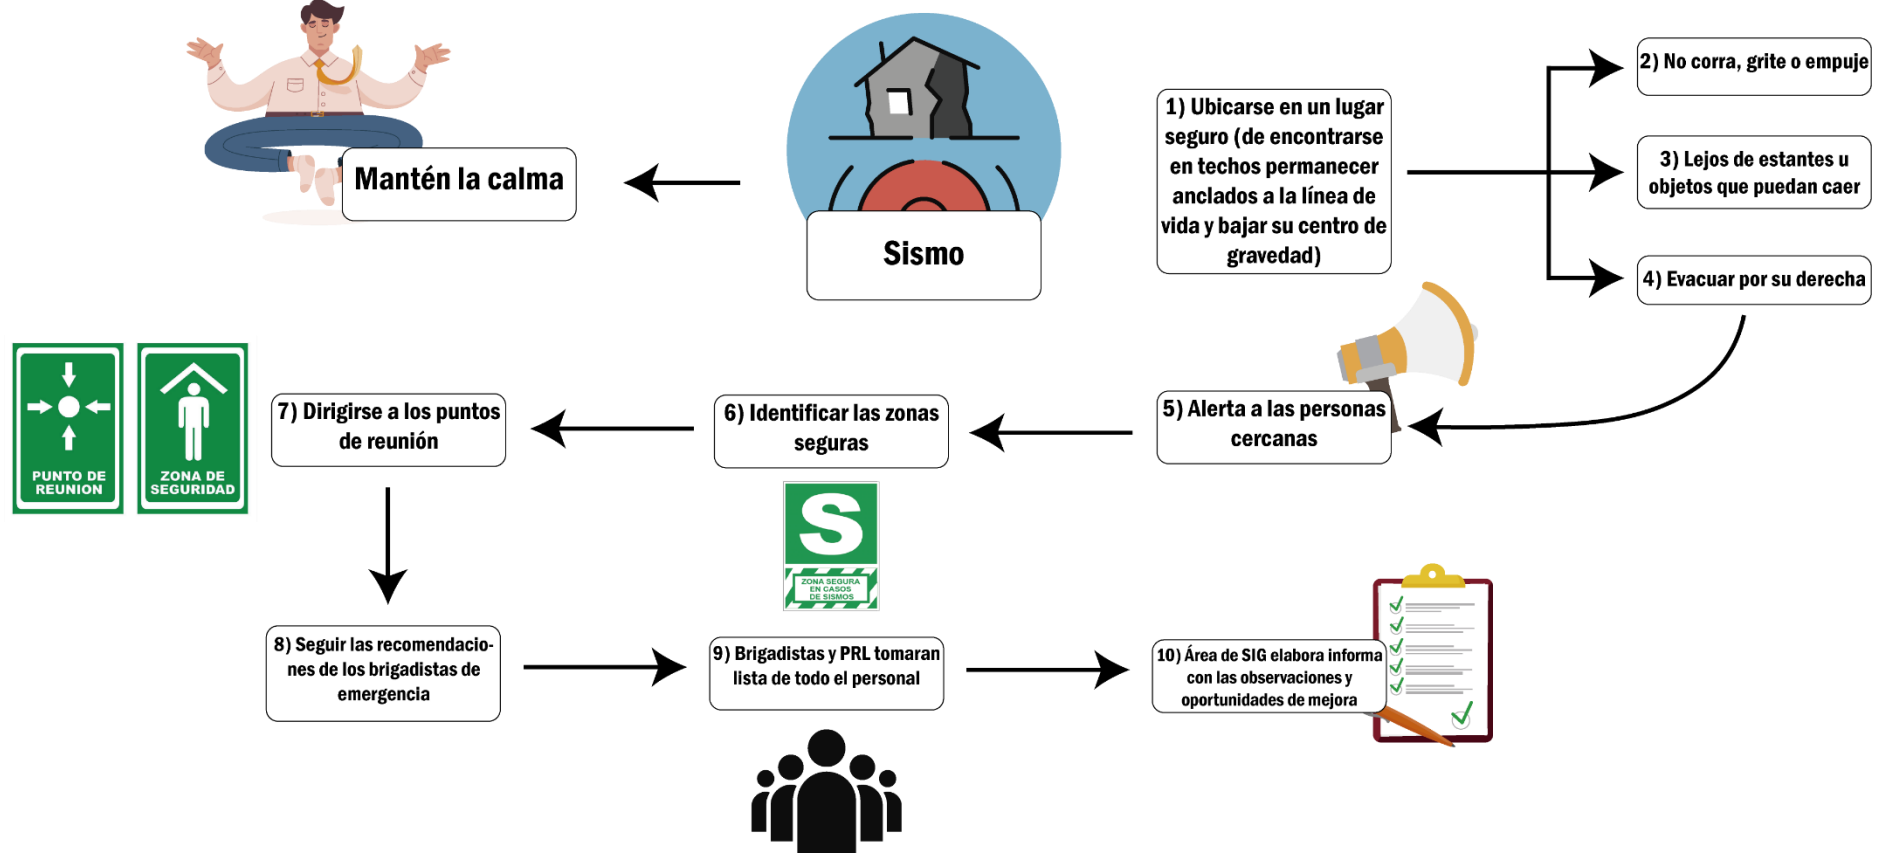 Mantén la calma
Sismo
1) Ubicarse en un lugar
seguro (de encontrarse
en techos permanecer
anclados a la línea de
vida y bajar su centro de
gravedad)
2) No corra, grite o empuje
3) Lejos de estantes u
objetos que puedan caer
4) Evacuar por su derecha
5) Alerta a las personas
cercanas
6) Identificar las zonas
seguras
S
ZONA SEGURA
EN CASOS
DE SISMOS
7) Dirigirse a los puntos
de reunión
PUNTO DE
REUNION
ZONA DE
SEGURIDAD
8) Seguir las recomendacio-
nes de los brigadistas de
emergencia
9) Brigadistas y PRL tomaran
lista de todo el personal
10) Área de SIG elabora informa
con las observaciones y
oportunidades de mejora